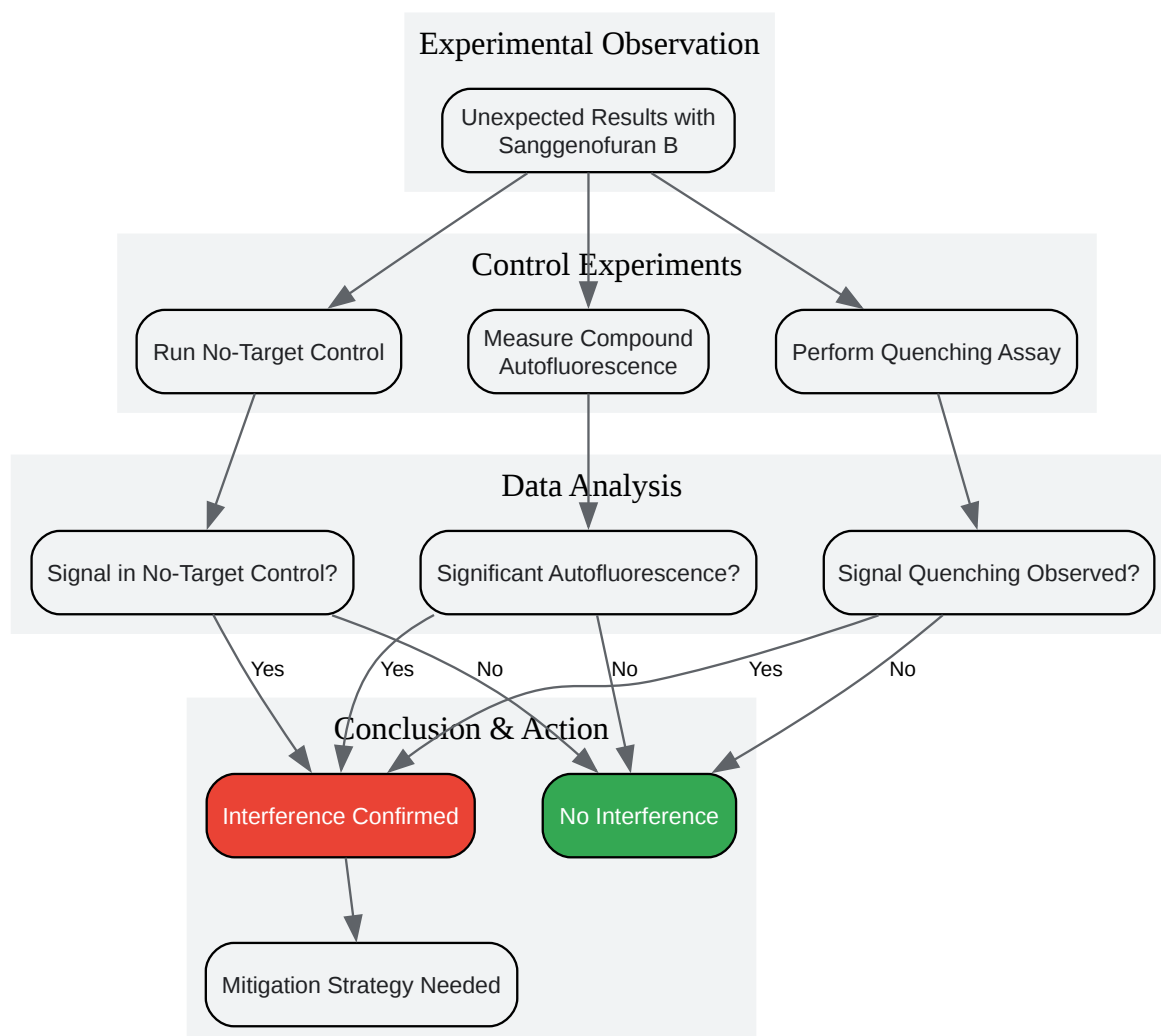 Experimental Observation
Unexpected Results with
Sanggenofuran B
Control Experiments
Run No-Target Control
Measure Compound
Autofluorescence
Perform Quenching Assay
Data Analysis
Signal in No-Target Control?
Significant Autofluorescence?
Signal Quenching Observed?
Yes
Yes
No
No
Yes
No
Conclusion & Action
Interference Confirmed
No Interference
Mitigation Strategy Needed